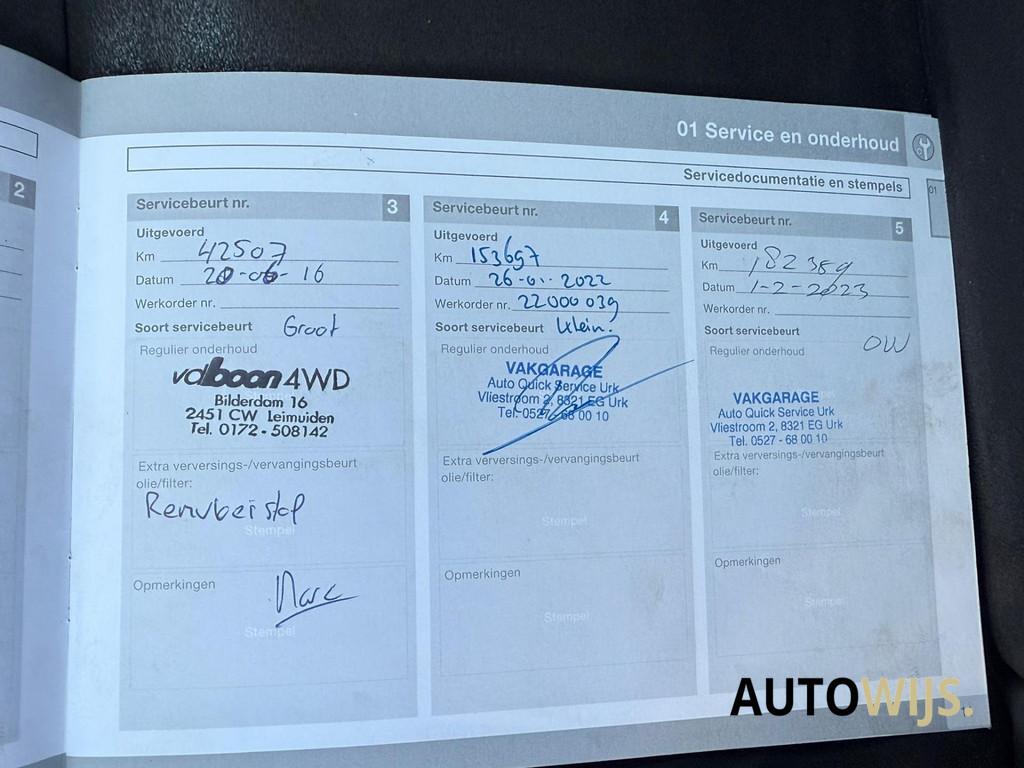 01 Service en onderhoud
Servicedocumentatie en stempels
01
2
Servicebeurt nr. 3
Uitgevoerd
Km 42507
Datum 20-06-16
Werkorder nr.
Soort servicebeurt Groot
Regulier onderhoud
valboon 4WD
Bilderdam 16
2451 CW Leimuiden
Tel. 0172 - 508142
Extra verversings-/vervangingsbeurt
olie/filter:
Remvloeistof
Stempel
Opmerkingen
Marc
Stempel
Servicebeurt nr. 4
Uitgevoerd
Km 153697
Datum 26-01-2022
Werkorder nr. 22000039
Soort servicebeurt klein.
Regulier onderhoud
VAKGARAGE
Auto Quick Service Urk
Vliestroom 2, 8321 EG Urk
Tel. 0527 - 68 00 10
Extra verversings-/vervangingsbeurt
olie/filter:
Stempel
Opmerkingen
Stempel
Servicebeurt nr. 5
Uitgevoerd
Km 182389
Datum 1-2-2023
Werkorder nr.
Soort servicebeurt
Regulier onderhoud OW
VAKGARAGE
Auto Quick Service Urk
Vliestroom 2, 8321 EG Urk
Tel. 0527 - 68 00 10
Extra verversings-/vervangingsbeurt
olie/filter:
Stempel
Opmerkingen
Stempel
AUTOWIJS.